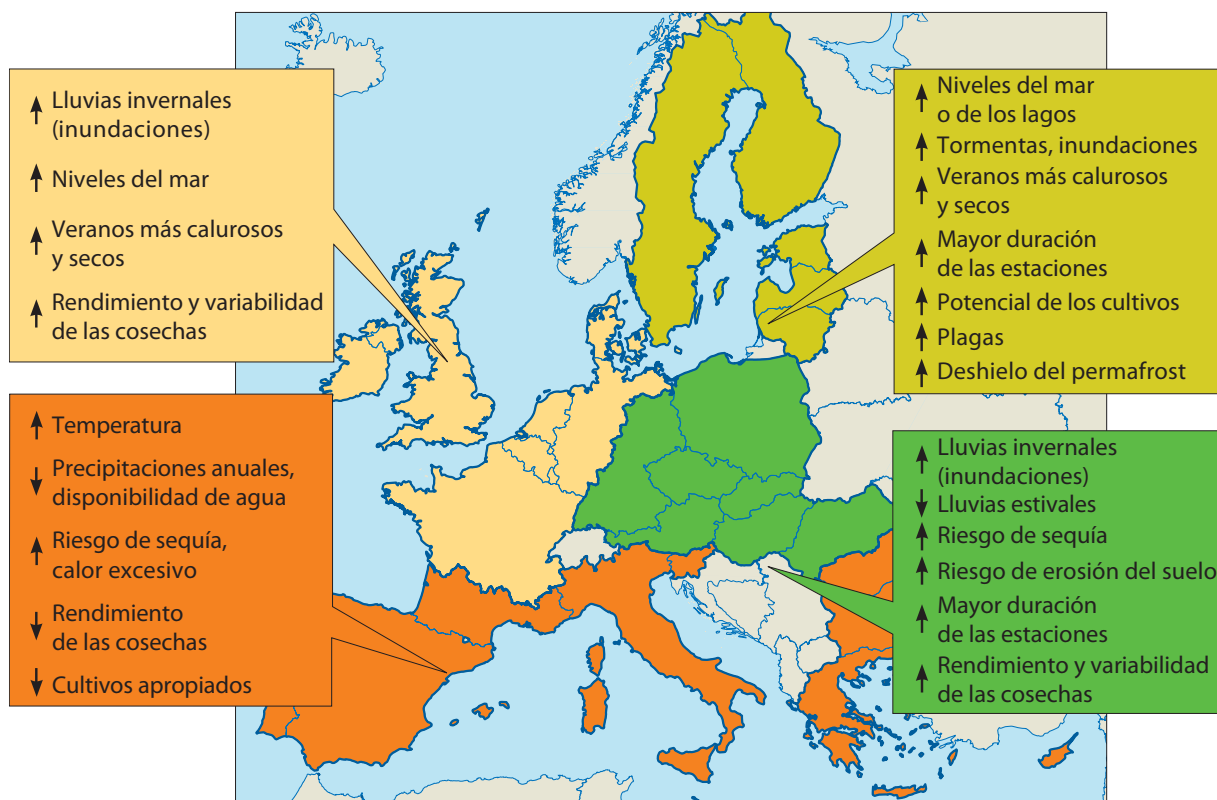 ↑ Lluvias invernales
(inundaciones)
↑ Niveles del mar
↑ Veranos más calurosos
y secos
↑ Rendimiento y variabilidad
de las cosechas
↑ Niveles del mar
o de los lagos
↑ Tormentas, inundaciones
↑ Veranos más calurosos
y secos
↑ Mayor duración
de las estaciones
↑ Potencial de los cultivos
↑ Plagas
↑ Deshielo del permafrost
↑ Temperatura
↓ Precipitaciones anuales,
disponibilidad de agua
↑ Riesgo de sequía,
calor excesivo
↓ Rendimiento
de las cosechas
↓ Cultivos apropiados
↑ Lluvias invernales
(inundaciones)
↓ Lluvias estivales
↑ Riesgo de sequía
↑ Riesgo de erosión del suelo
↑ Mayor duración
de las estaciones
↑ Rendimiento y variabilidad
de las cosechas